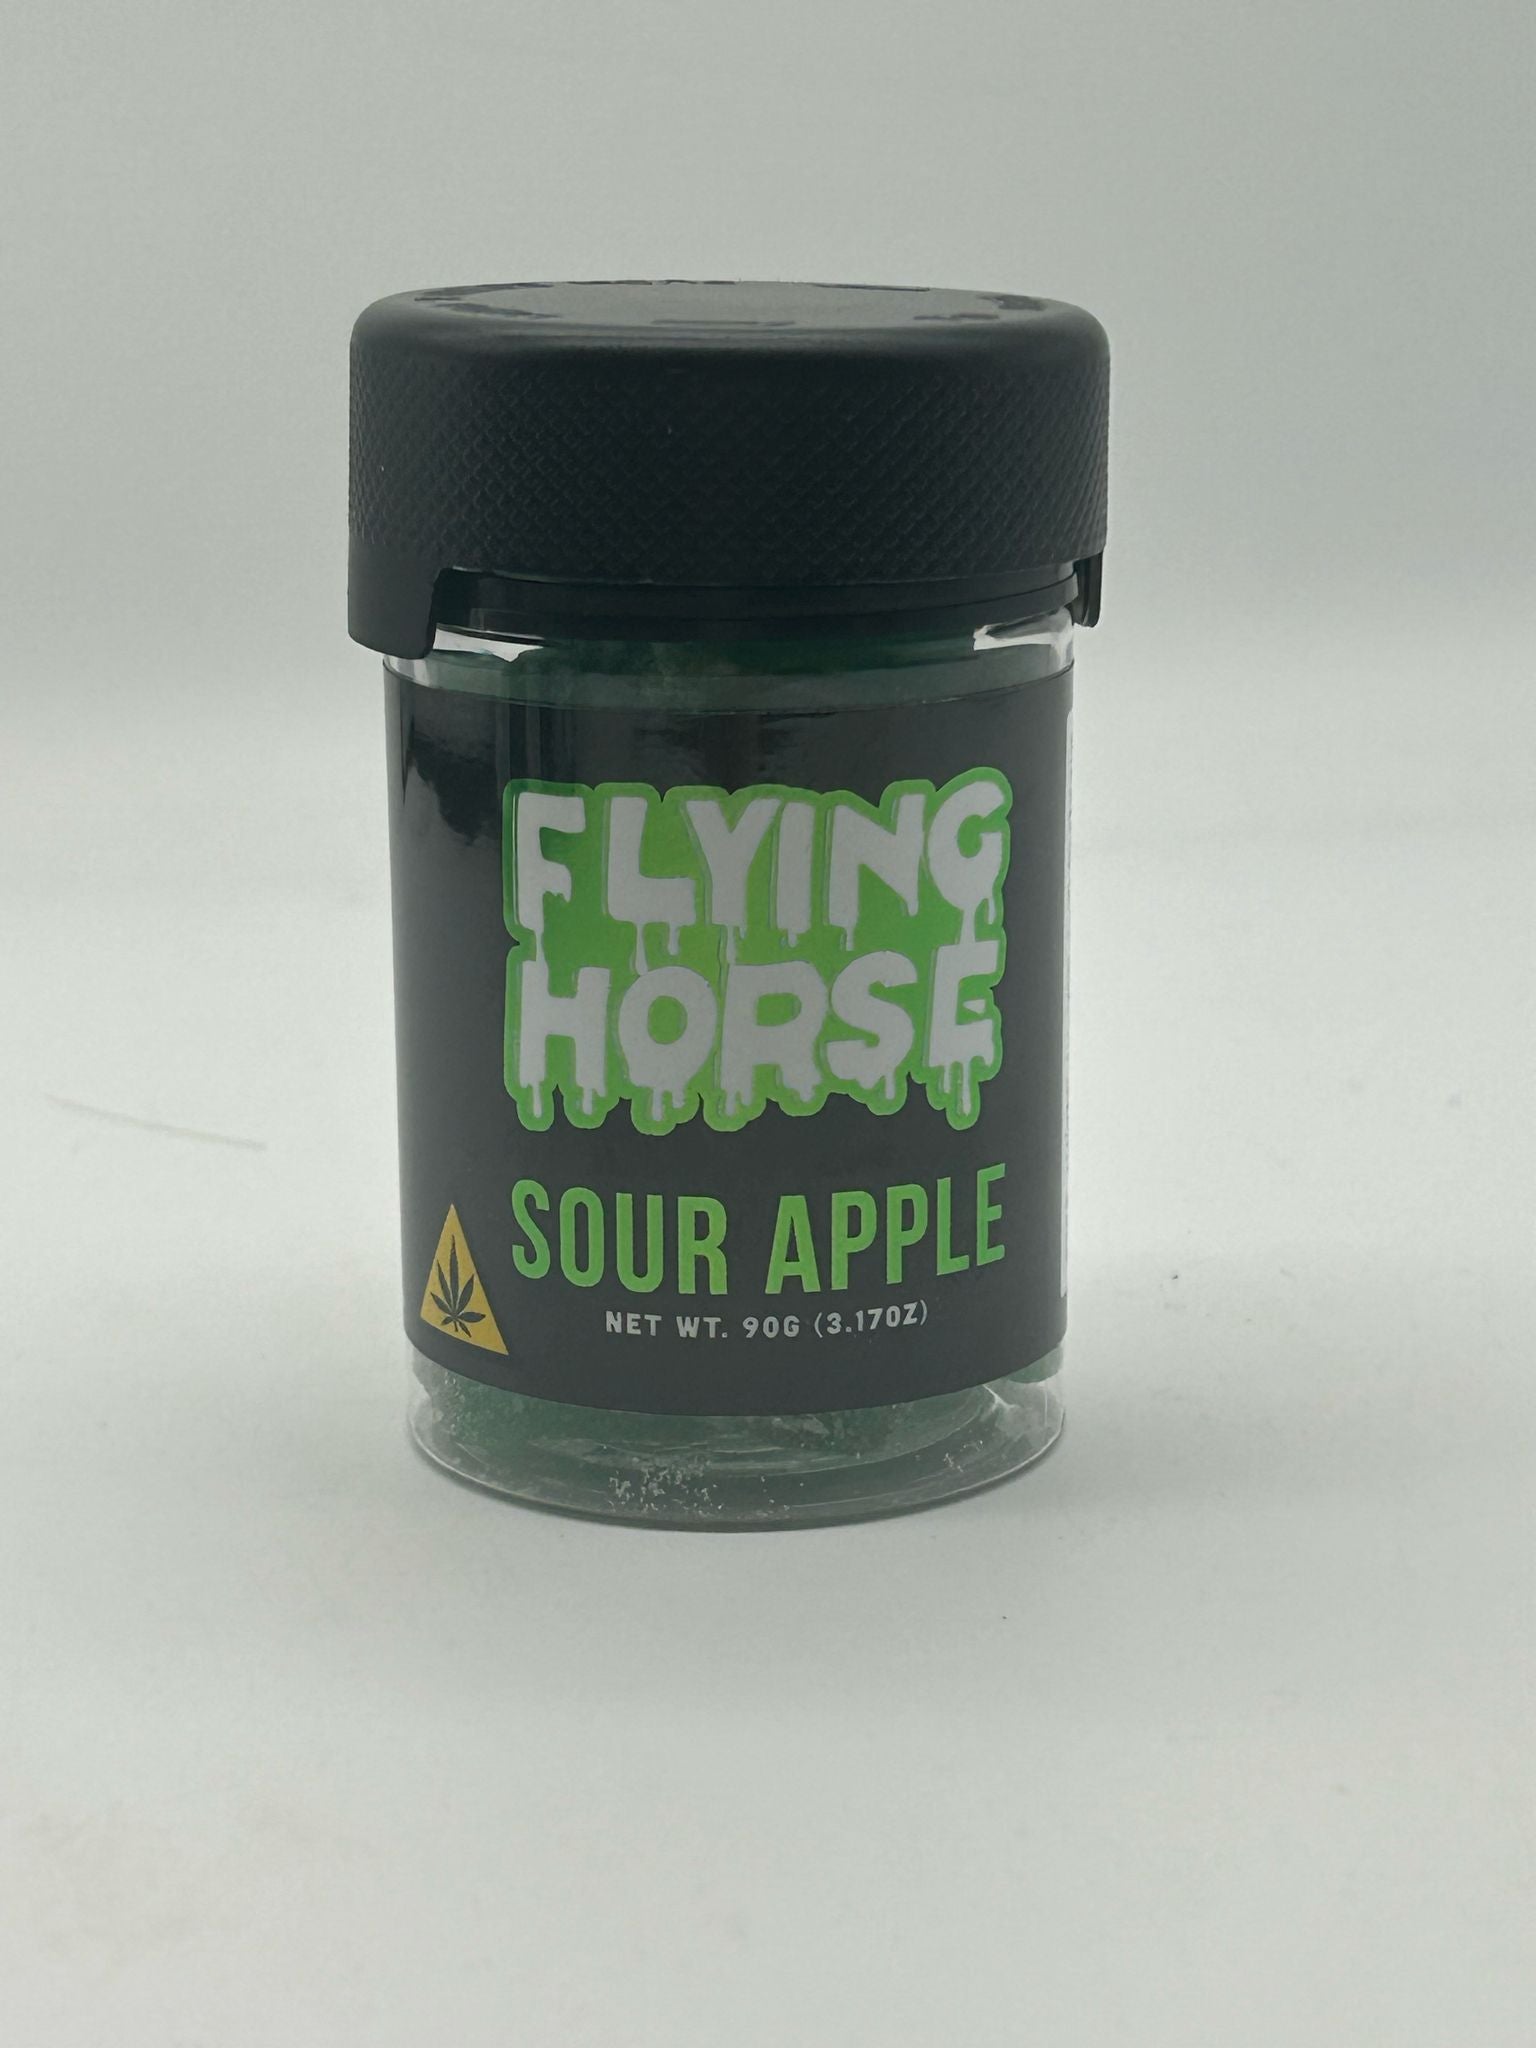 FLYING
HORSE
SOUR APPLE
NET WT. 90G (3.17OZ)